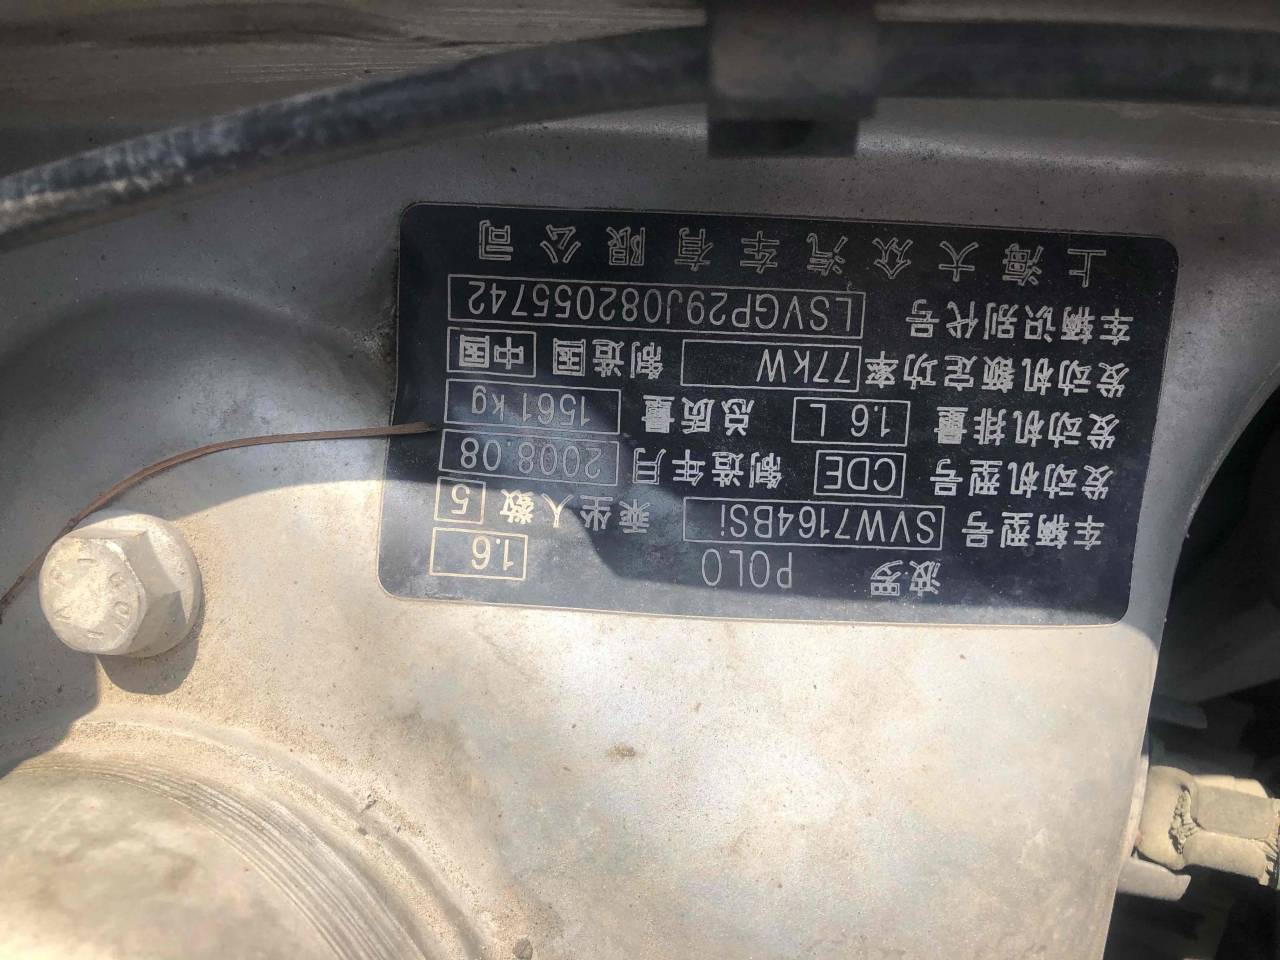 上海大众汽车有限公司
车辆识别代号 LSVGP29J082055742
发动机额定功率 77kW 制造国 中国
发动机排量 1.6 L 总质量 1561 kg
发动机型号 CDE 制造年月 2008.08
车辆型号 SVW7164BSi 乘坐人数 5
波罗 POLO 1.6